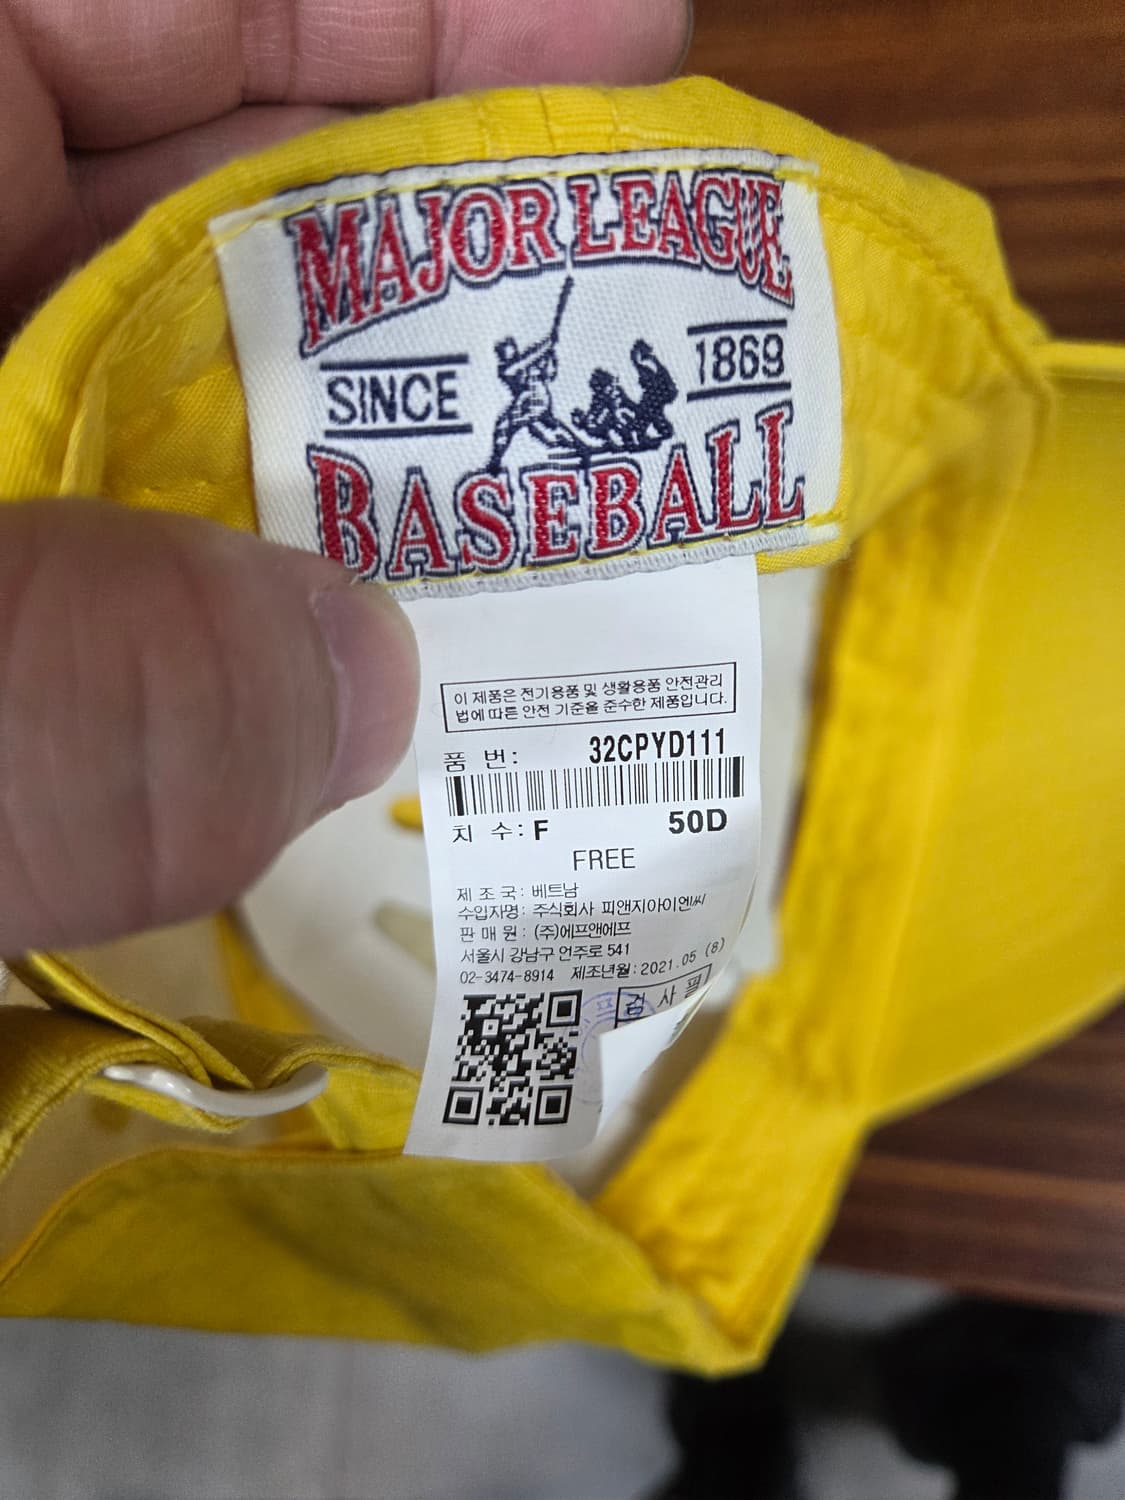 MAJOR LEAGUE
SINCE 1869
BASEBALL
이 제품은 전기용품 및 생활용품 안전관리
법에 따른 안전 기준을 준수한 제품입니다.
품 번: 32CPYD111
치 수: F 50D
FREE
제 조 국: 베트남
수입자명: 주식회사 피앤지아이엔씨
판 매 원: (주)에프앤에프
서울시 강남구 언주로 541
02-3474-8914 제조년월: 2021.05 (8)
검 사 필